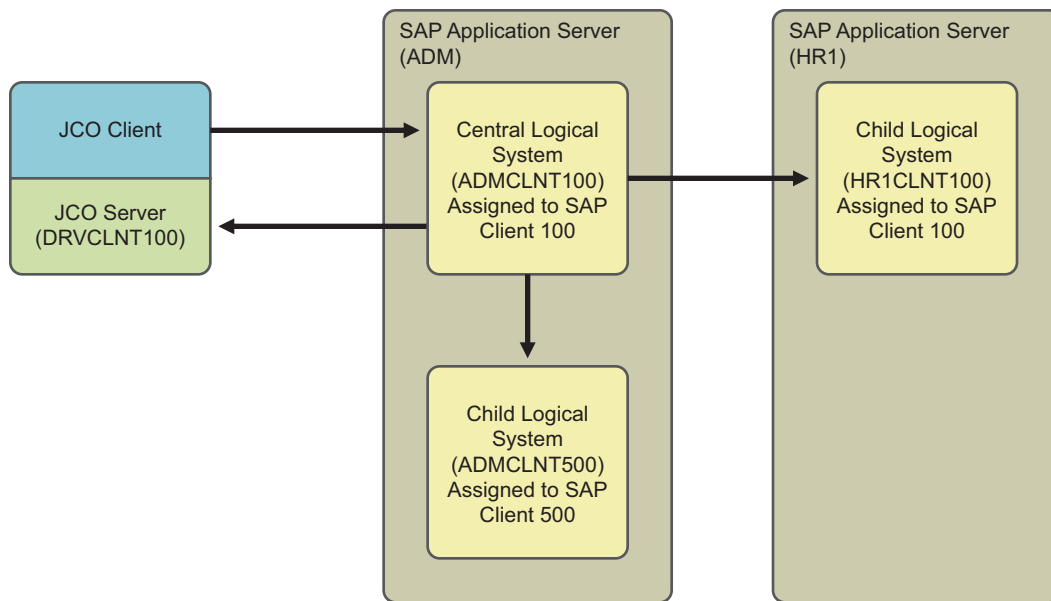 SAP Application Server
(ADM)
SAP Application Server
(HR1)
JCO Client
JCO Server
(DRVCLNT100)
Central Logical
System
(ADMCLNT100)
Assigned to SAP
Client 100
Child Logical
System
(HR1CLNT100)
Assigned to SAP
Client 100
Child Logical
System
(ADMCLNT500)
Assigned to SAP
Client 500